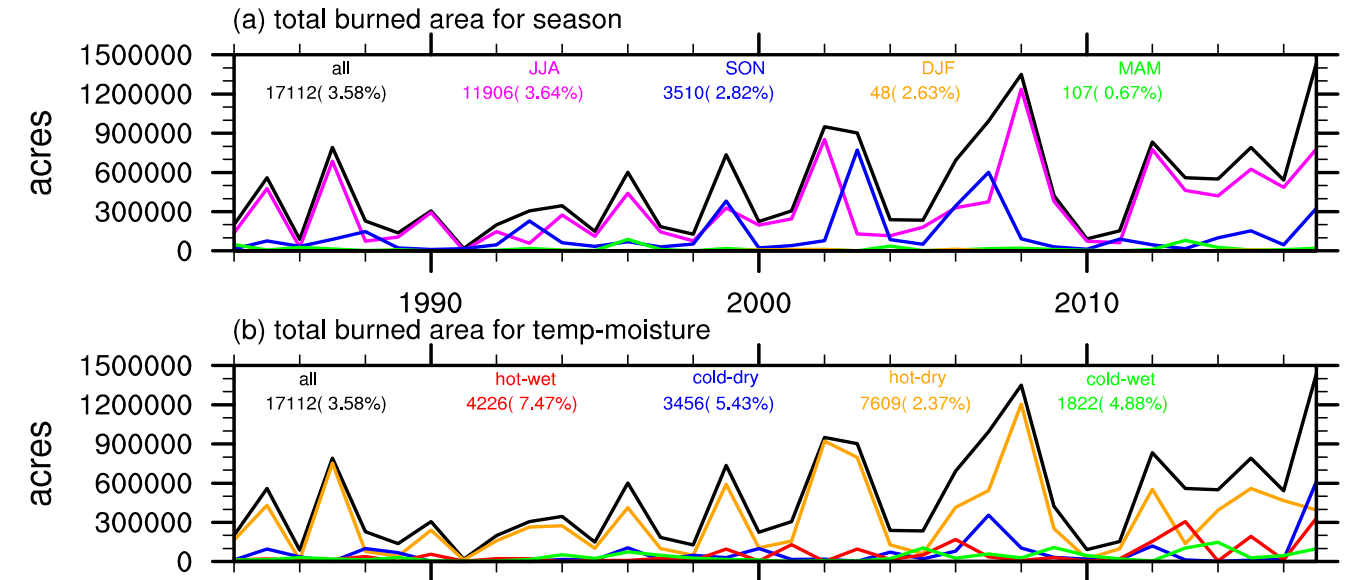 (a) total burned area for season
1500000
1200000
900000
600000
300000
0
acres
all JJA SON DJF MAM
17112( 3.58%) 11906( 3.64%) 3510( 2.82%) 48( 2.63%) 107( 0.67%)
1990 2000 2010
(b) total burned area for temp-moisture
1500000
1200000
900000
600000
300000
0
acres
all hot-wet cold-dry hot-dry cold-wet
17112( 3.58%) 4226( 7.47%) 3456( 5.43%) 7609( 2.37%) 1822( 4.88%)